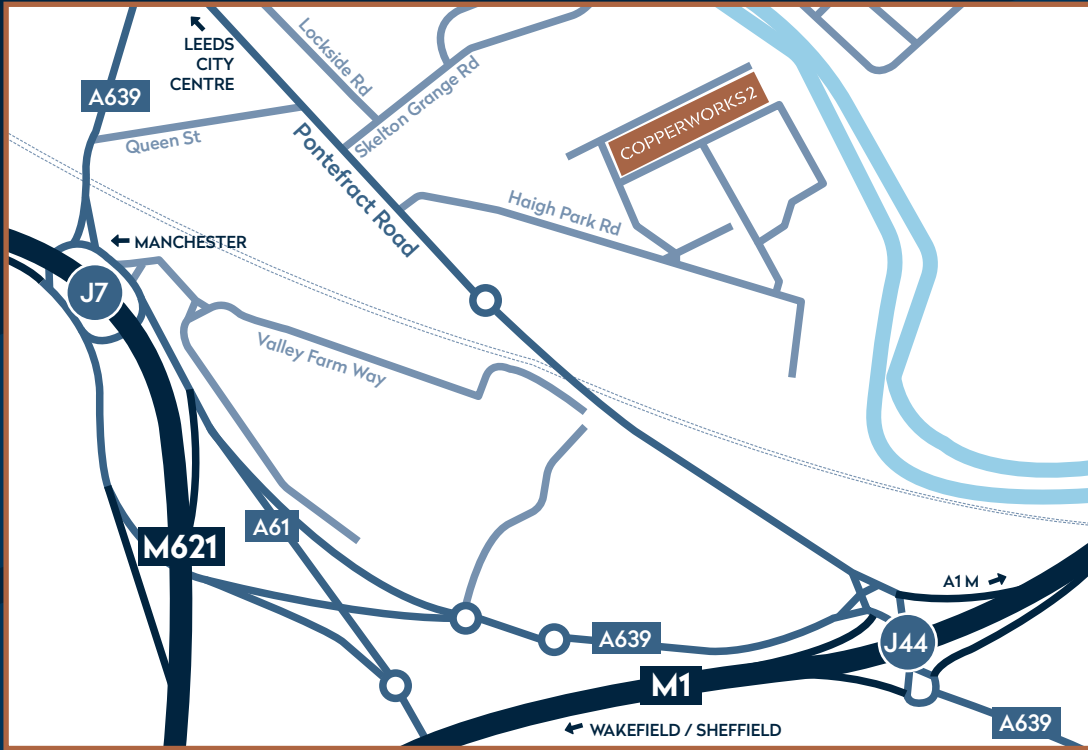 LEEDS
CITY
CENTRE
Lockside Rd
Skelton Grange Rd
A639
Queen St
COPPERWORKS2
Pontefract Road
Haigh Park Rd
MANCHESTER
J7
Valley Farm Way
A61
M621
A1 M
A639
J44
M1
A639
WAKEFIELD / SHEFFIELD